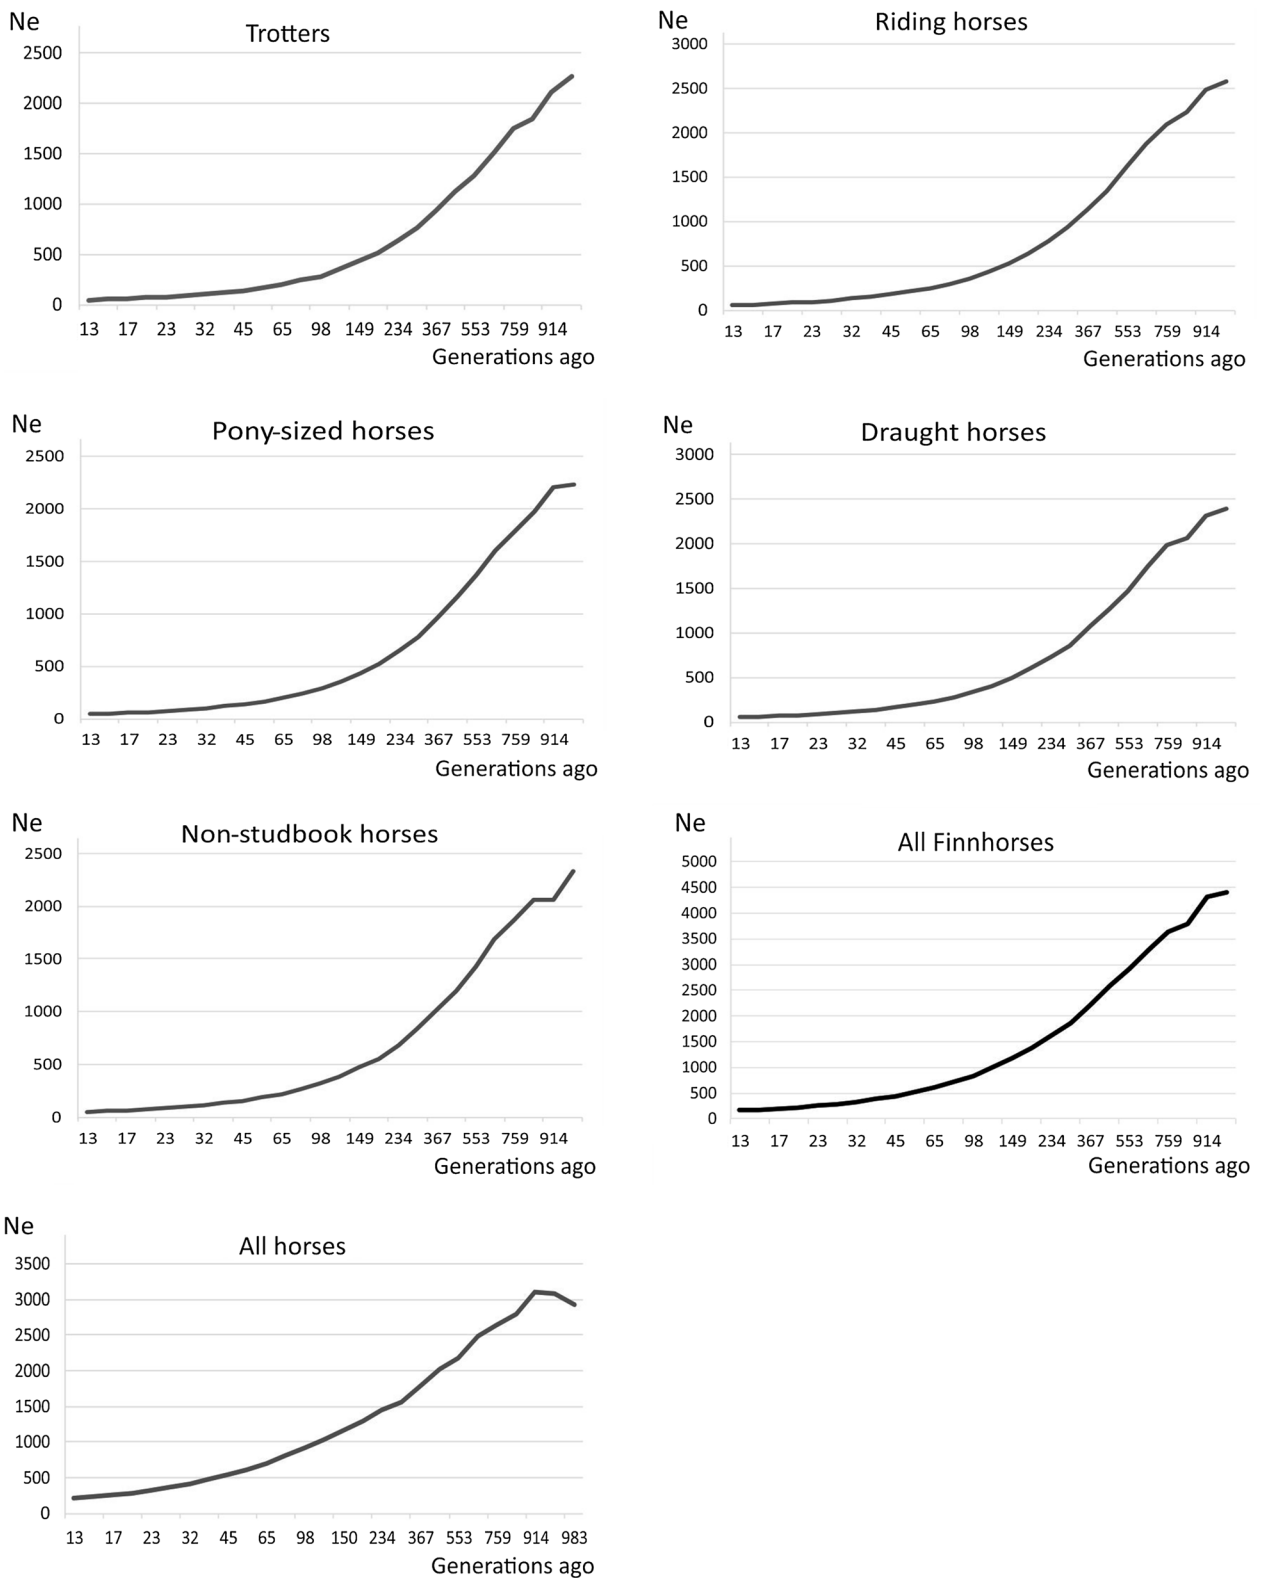 Ne
Trotters
2500
2000
1500
1000
500
0
13 17 23 32 45 65 98 149 234 367 553 759 914
Generations ago
Ne
Riding horses
3000
2500
2000
1500
1000
500
0
13 17 23 32 45 65 98 149 234 367 553 759 914
Generations ago
Ne
Pony-sized horses
2500
2000
1500
1000
500
0
13 17 23 32 45 65 98 149 234 367 553 759 914
Generations ago
Ne
Draught horses
3000
2500
2000
1500
1000
500
0
13 17 23 32 45 65 98 149 234 367 553 759 914
Generations ago
Ne
Non-studbook horses
2500
2000
1500
1000
500
0
13 17 23 32 45 65 98 149 234 367 553 759 914
Generations ago
Ne
All Finnhorses
5000
4500
4000
3500
3000
2500
2000
1500
1000
500
0
13 17 23 32 45 65 98 149 234 367 553 759 914
Generations ago
Ne
All horses
3500
3000
2500
2000
1500
1000
500
0
13 17 23 32 45 65 98 150 234 367 553 759 914 983
Generations ago